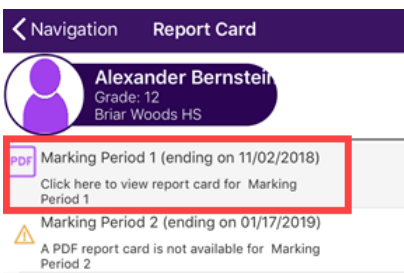 Navigation Report Card
Alexander Bernstein
Grade: 12
Briar Woods HS
PDF Marking Period 1 (ending on 11/02/2018)
Click here to view report card for Marking
Period 1
Marking Period 2 (ending on 01/17/2019)
A PDF report card is not available for Marking
Period 2